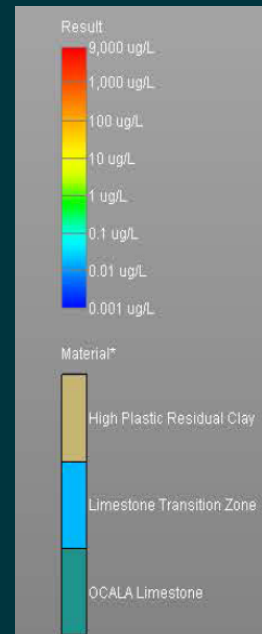 Result
9,000 ug/L
1,000 ug/L
100 ug/L
10 ug/L
1 ug/L
0.1 ug/L
0.01 ug/L
0.001 ug/L
Material*
High Plastic Residual Clay
Limestone Transition Zone
OCALA Limestone